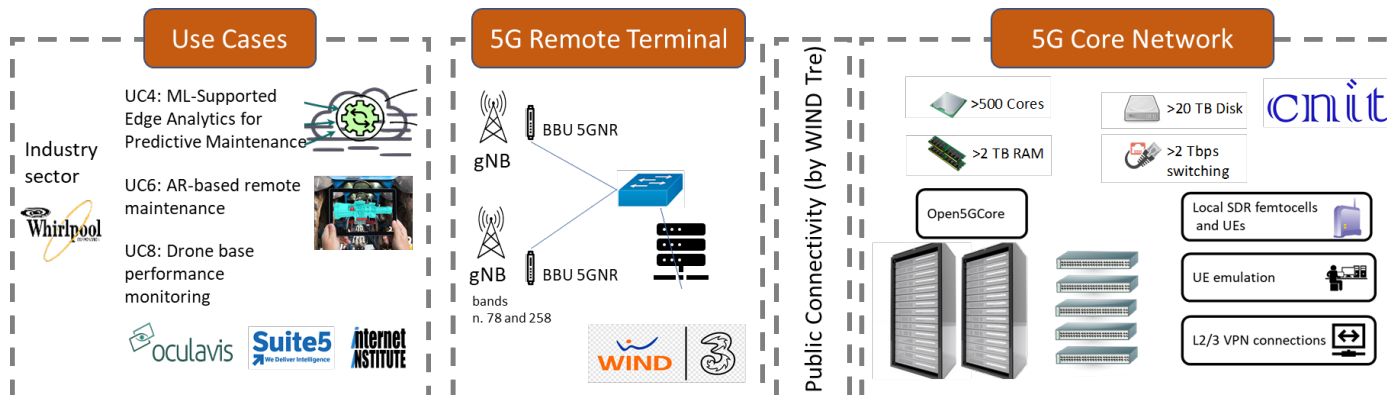 Use Cases
UC4: ML-Supported
Edge Analytics for
Predictive Maintenance
Industry
sector
Whirlpool
UC6: AR-based remote
maintenance
UC8: Drone base
performance
monitoring
oculavis
Suite5
We Deliver Intelligence
internet
INSTITUTE
5G Remote Terminal
BBU 5GNR
gNB
BBU 5GNR
gNB
bands
n. 78 and 258
WIND
3
Public Connectivity (by WIND Tre)
5G Core Network
>500 Cores
>20 TB Disk
cnit
>2 TB RAM
>2 Tbps
switching
Open5GCore
Local SDR femtocells
and UEs
UE emulation
L2/3 VPN connections